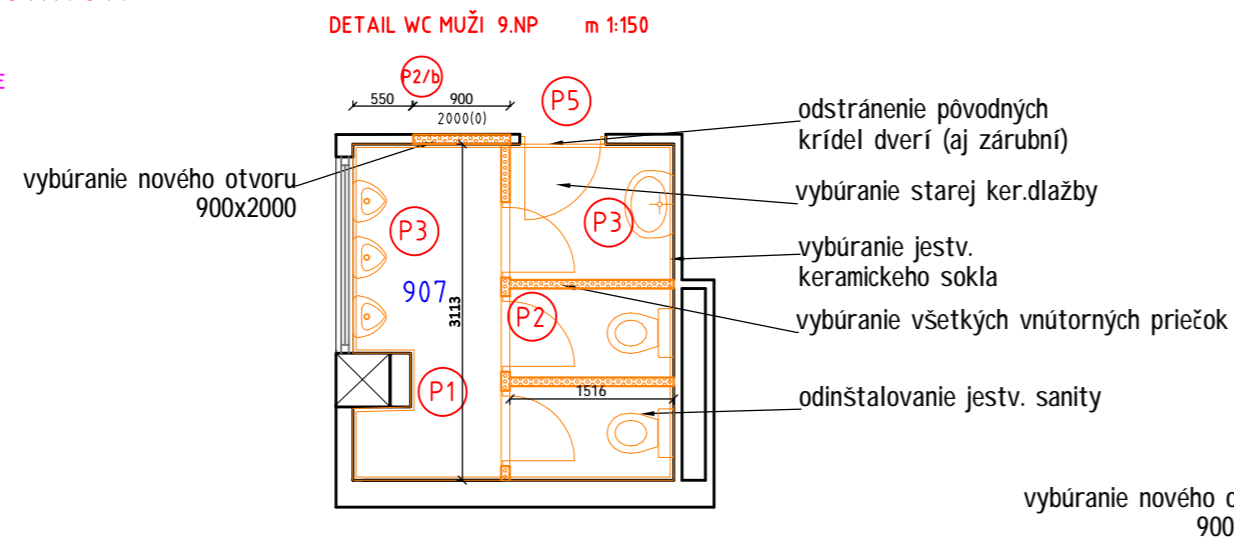 DETAIL WC MUŽI 9.NP m 1:150
E
P2/b
550
900
2000(0)
P5
odstránenie pôvodných
krídel dverí (aj zárubní)
vybúranie nového otvoru
900x2000
vybúranie starej ker.dlažby
P3
P3
vybúranie jestv.
keramickeho sokla
907
3113
P2
vybúranie všetkých vnútorných priečok
P1
1516
odinštalovanie jestv. sanity
vybúranie nového o
900